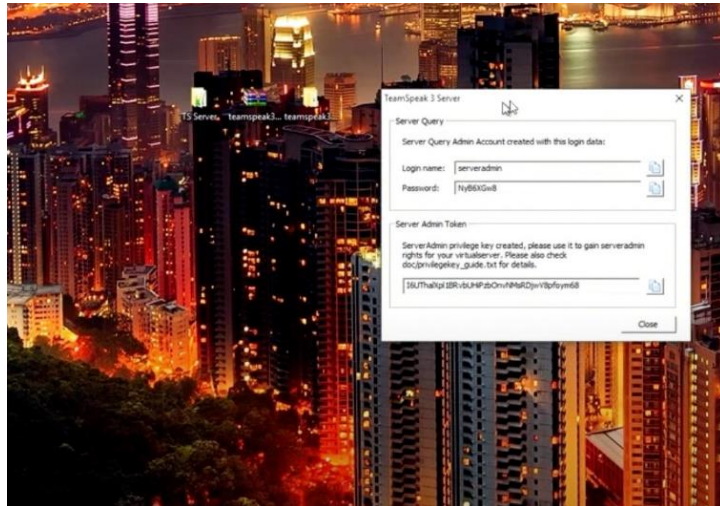 TS Server
teamspeak3...
teamspeak3...
TeamSpeak 3 Server
Server Query
Server Query Admin Account created with this login data:
Login name: serveradmin
Password: NyB6XGw8
Server Admin Token
ServerAdmin privilege key created, please use it to gain serveradmin
rights for your virtualserver. Please also check
doc/privilegekey_guide.txt for details.
Close